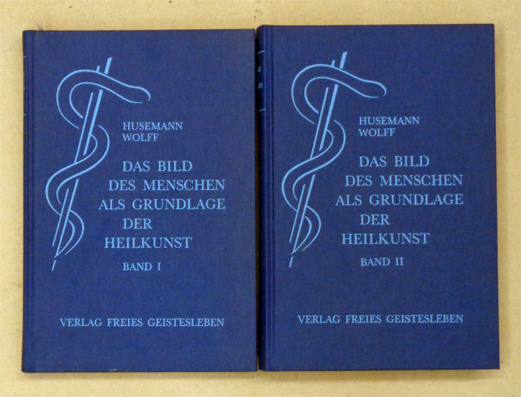 HUSEMANN
WOLFF
DAS BILD
DES MENSCHEN
ALS GRUNDLAGE
DER
HEILKUNST
BAND I
VERLAG FREIES GEISTESLEBEN
HUSEMANN
WOLFF
DAS BILD
DES MENSCHEN
ALS GRUNDLAGE
DER
HEILKUNST
BAND II
VERLAG FREIES GEISTESLEBEN